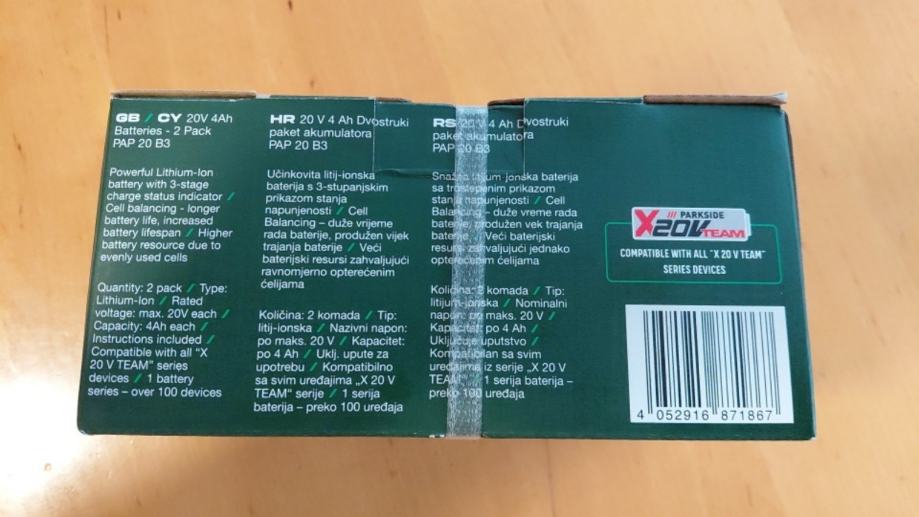 GB / CY 20V 4Ah
Batteries - 2 Pack
PAP 20 B3
Powerful Lithium-Ion
battery with 3-stage
charge status indicator /
Cell balancing - longer
battery life, increased
battery lifespan / Higher
battery resource due to
evenly used cells
Quantity: 2 pack / Type:
Lithium-Ion / Rated
voltage: max. 20V each /
Capacity: 4Ah each /
Instructions included /
Compatible with all "X
20 V TEAM" series
devices / 1 battery
series – over 100 devices
HR 20 V 4 Ah Dvostruki
paket akumulatora
PAP 20 B3
Učinkovita litij-ionska
baterija s 3-stupanjskim
prikazom stanja
napunjenosti / Cell
Balancing – duže vrijeme
rada baterije, produžen vijek
trajanja baterije / Veći
baterijski resursi zahvaljujući
ravnomjerno opterećenim
ćelijama
Količina: 2 komada / Tip:
litij-ionska / Nazivni napon:
po maks. 20 V / Kapacitet:
po 4 Ah / Uklj. upute za
upotrebu / Kompatibilno
sa svim uređajima „X 20 V
TEAM" serije / 1 serija
baterija – preko 100 uređaja
RS 20 V 4 Ah Dvostruki
paket akumulatora
PAP 20 B3
Snažna litijum-jonska baterija
sa trostepenim prikazom
stanja napunjenosti / Cell
Balancing – duže vreme rada
baterije, produžen vek trajanja
baterije / Veći baterijski
resursi zahvaljujući jednako
opterećenim ćelijama
Količina: 2 komada / Tip:
litijum-jonska / Nominalni
napon: po maks. 20 V /
Kapacitet: po 4 Ah /
Uključuje uputstvo /
Kompatibilan sa svim
uređajima iz serije „X 20 V
TEAM" / 1 serija baterija –
preko 100 uređaja
/// PARKSIDE
X20V TEAM
COMPATIBLE WITH ALL "X 20 V TEAM"
SERIES DEVICES
4 052916 871867